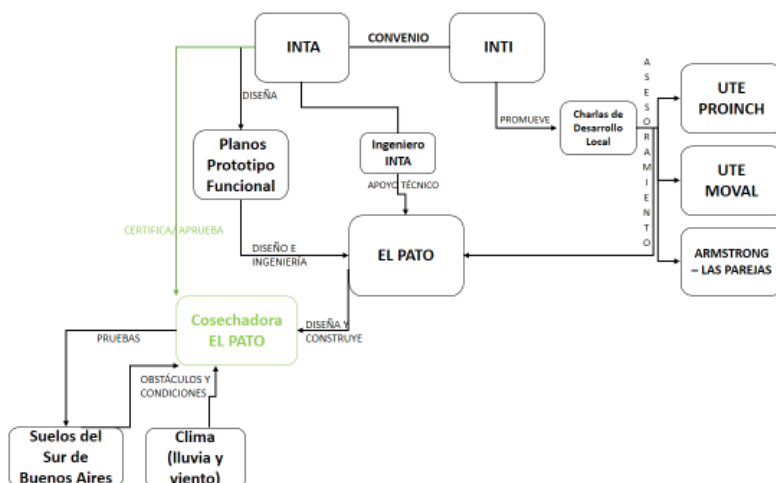 INTA
CONVENIO
INTI
DISEÑA
PROMUEVE
Charlas de
Desarrollo
Local
ASESORAMIENTO
UTE
PROINCH
UTE
MOVAL
ARMSTRONG
– LAS PAREJAS
Planos
Prototipo
Funcional
Ingeniero
INTA
APOYO TÉCNICO
CERTIFICA/ APRUEBA
DISEÑO E
INGENIERÍA
EL PATO
Cosechadora
EL PATO
DISEÑA Y
CONSTRUYE
PRUEBAS
OBSTÁCULOS Y
CONDICIONES
Suelos del
Sur de
Buenos Aires
Clima
(lluvia y
viento)